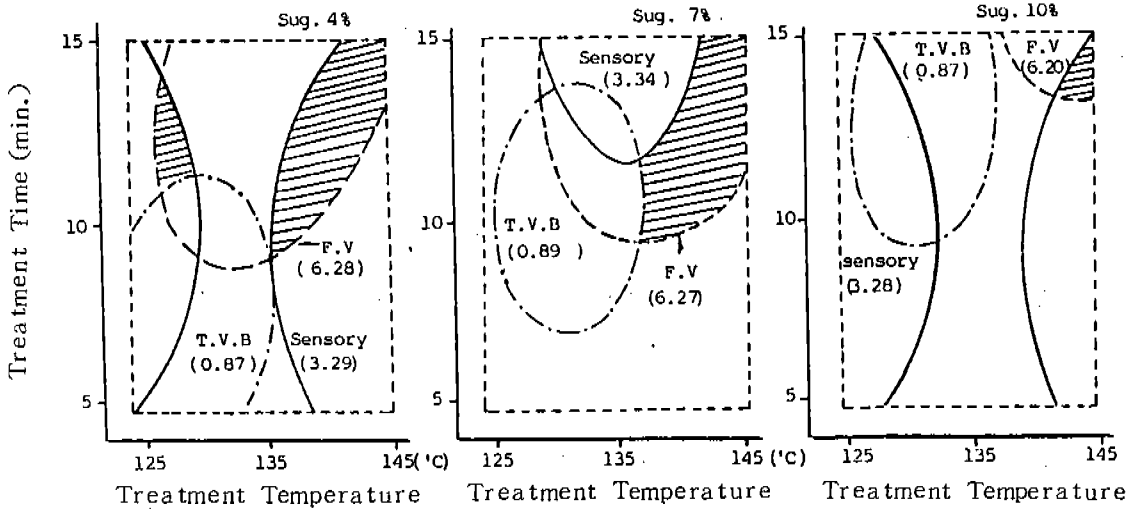 Sug. 4%
Sug. 7%
Sug. 10%
Treatment Time (min.)
15
10
5
F.V
(6.28)
T.V.B
(0.87)
Sensory
(3.29)
125
135
145(°C)
Treatment Temperature
15
10
5
Sensory
(3.34)
T.V.B
(0.89 )
F.V
(6.27)
125
135
145 (°C)
Treatment Temperature
15
10
5
T.V.B
(0.87)
F.V
(6.20)
sensory
(3.28)
125
135
145
Treatment Temperature